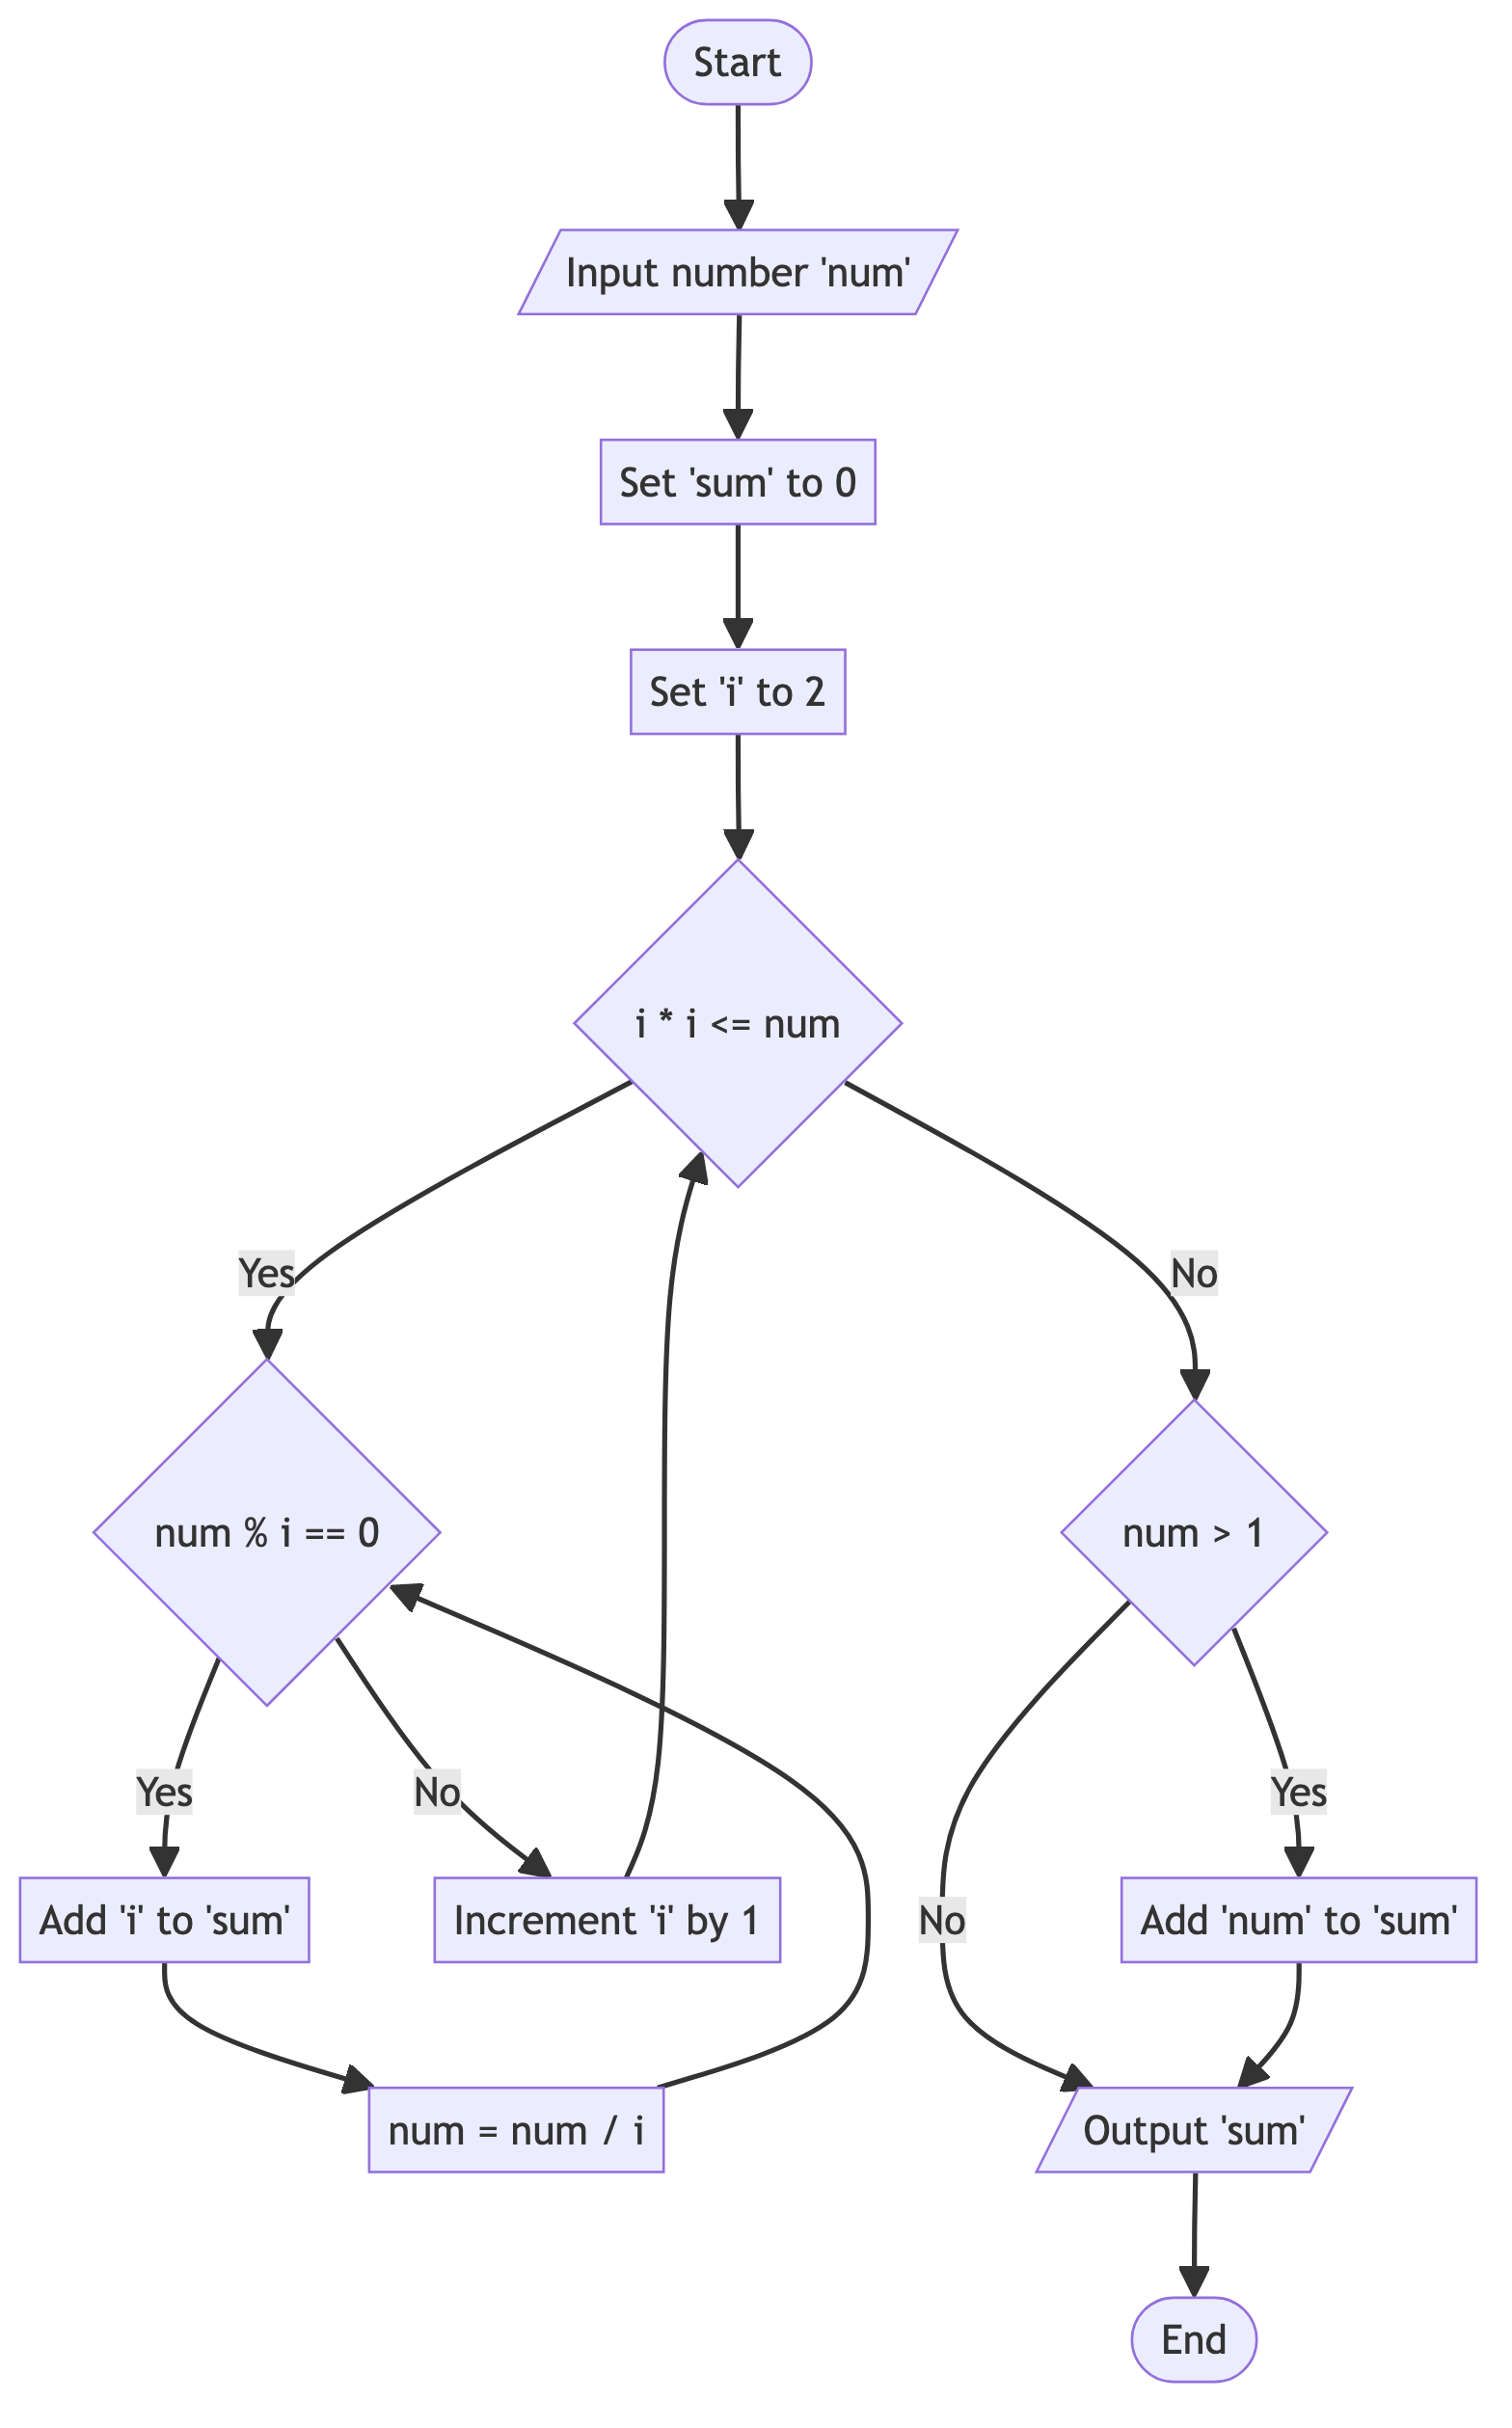 Start
Input number 'num'
Set 'sum' to 0
Set 'i' to 2
i * i <= num
Yes
No
num % i == 0
num > 1
Yes
No
Yes
Add 'i' to 'sum'
Increment 'i' by 1
No
Add 'num' to 'sum'
num = num / i
Output 'sum'
End